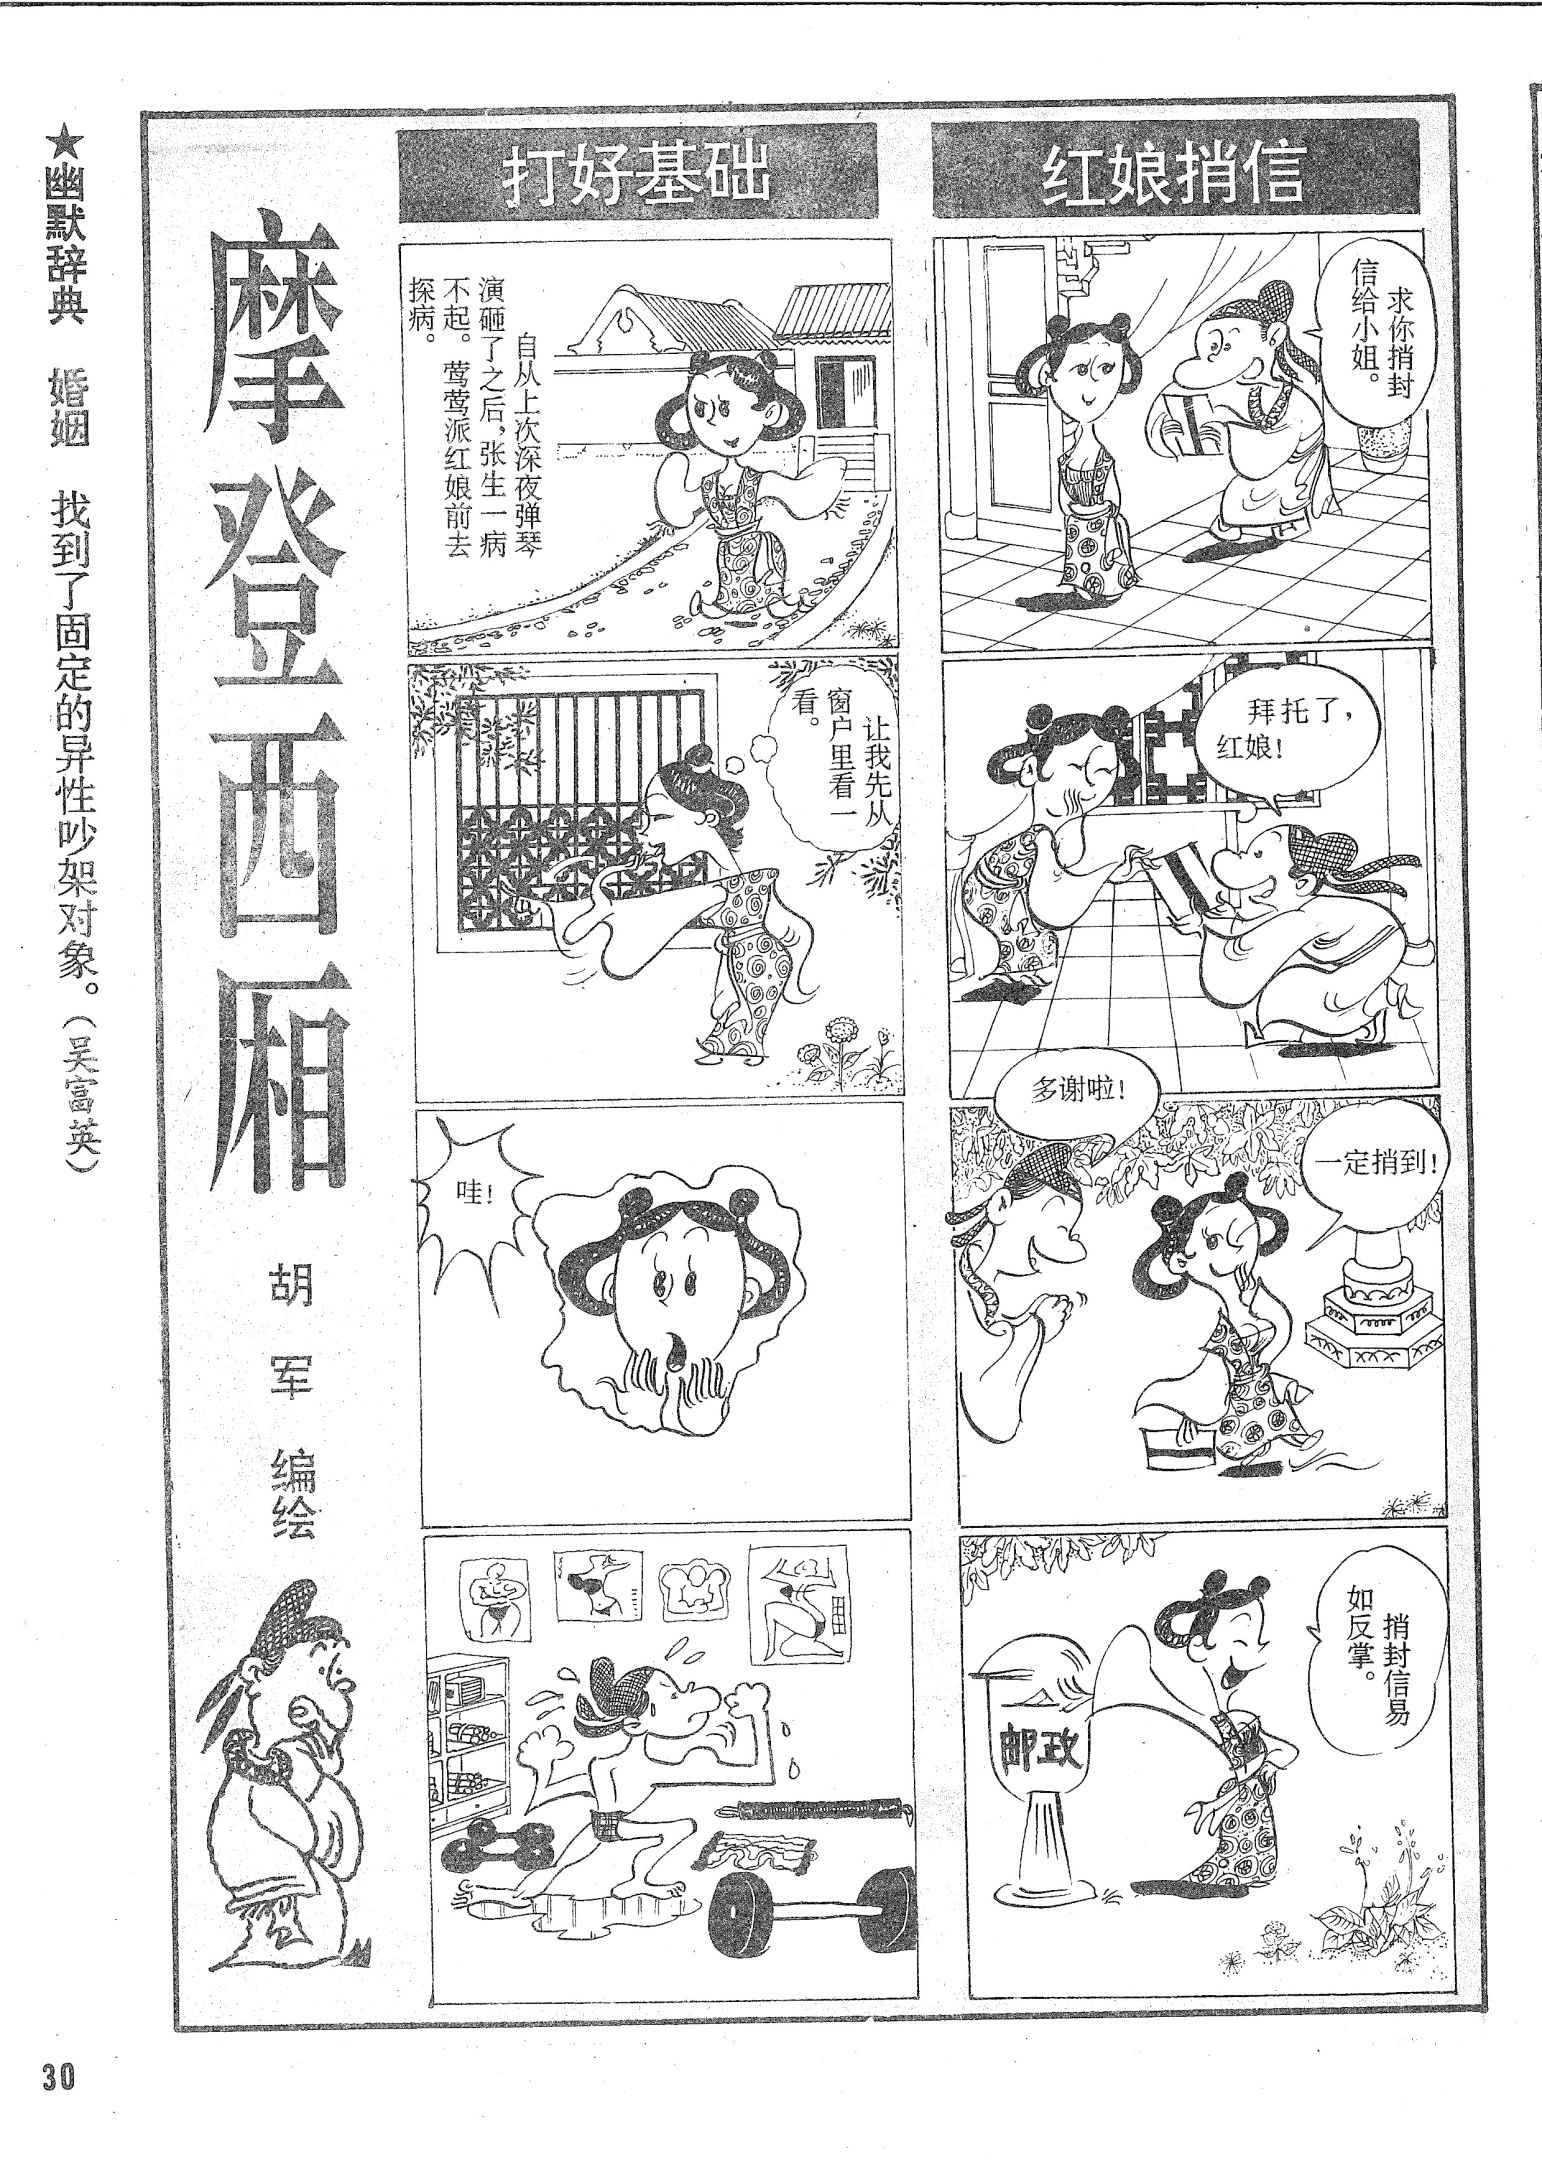 ★幽默辞典 婚姻 找到了固定的异性吵架对象。(吴富英)
摩登西厢
胡军编绘
打好基础
自从上次深夜弹琴
演砸了之后，张生一病
不起。莺莺派红娘前去
探病。
让我先从
窗户里看一
看。
哇！
红娘捎信
求你捎封
信给小姐。
拜托了，
红娘！
多谢啦！
一定捎到！
捎封信易
如反掌。
邮政
30